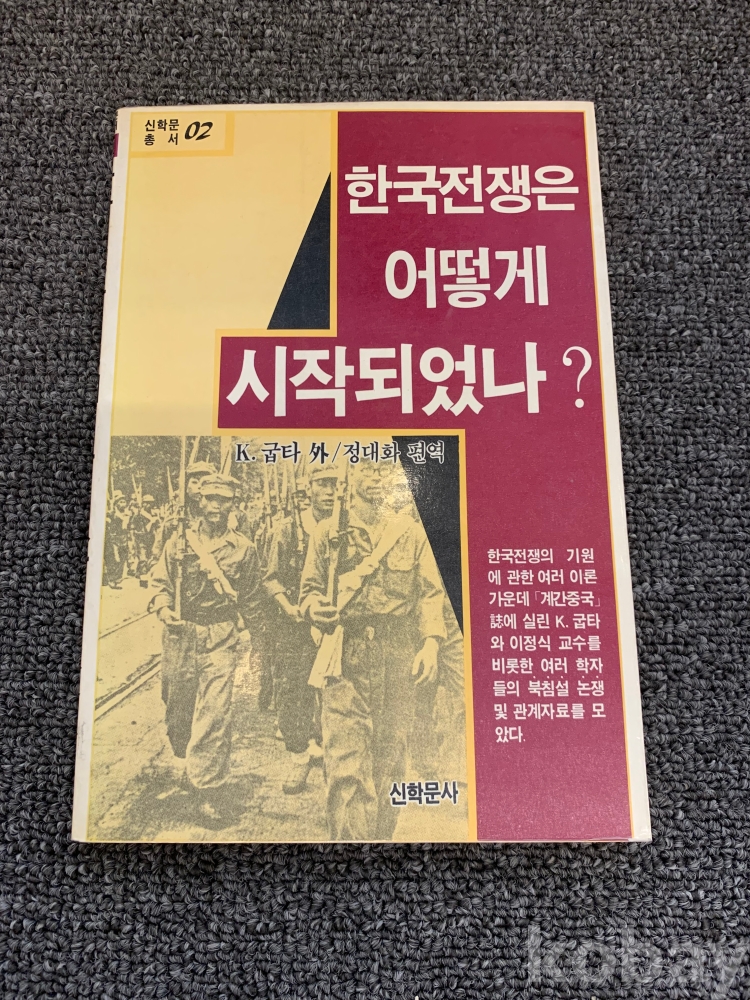 신학문
총 서 02
한국전쟁은
어떻게
시작되었나?
K. 굽타 外/정대화 편역
한국전쟁의 기원
에 관한 여러 이론
가운데 「계간중국」
誌에 실린 K. 굽타
와 이정식 교수를
비롯한 여러 학자
들의 북침설 논쟁
및 관계자료를 모
았다.
신학문사
kobay